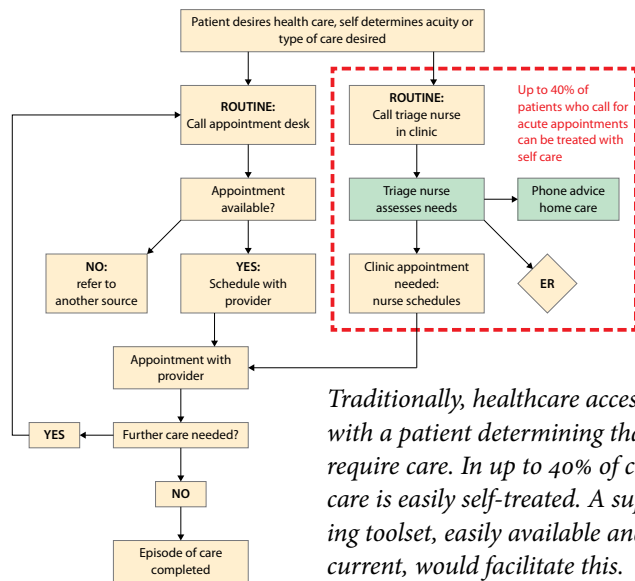 Patient desires health care, self determines acuity or
type of care desired
ROUTINE:
Call appointment desk
ROUTINE:
Call triage nurse
in clinic
Up to 40% of
patients who call for
acute appointments
can be treated with
self care
Appointment
available?
Triage nurse
assesses needs
Phone advice
home care
NO:
refer to
another source
YES:
Schedule with
provider
Clinic appointment
needed:
nurse schedules
ER
Appointment with
provider
YES
Further care needed?
NO
Episode of care
completed
Traditionally, healthcare access
with a patient determining tha
require care. In up to 40% of c
care is easily self-treated. A su
ing toolset, easily available an
current, would facilitate this.